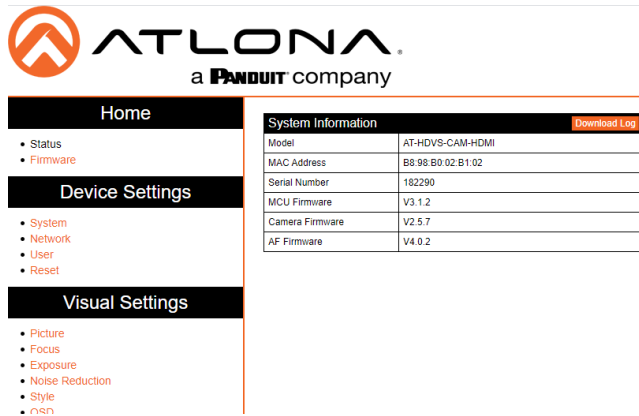 ATLONA.
a PANDUIT company
Home
• Status
• Firmware
Device Settings
• System
• Network
• User
• Reset
Visual Settings
• Picture
• Focus
• Exposure
• Noise Reduction
• Style
• OSD
System Information Download Log
Model AT-HDVS-CAM-HDMI
MAC Address B8:98:B0:02:B1:02
Serial Number 182290
MCU Firmware V3.1.2
Camera Firmware V2.5.7
AF Firmware V4.0.2